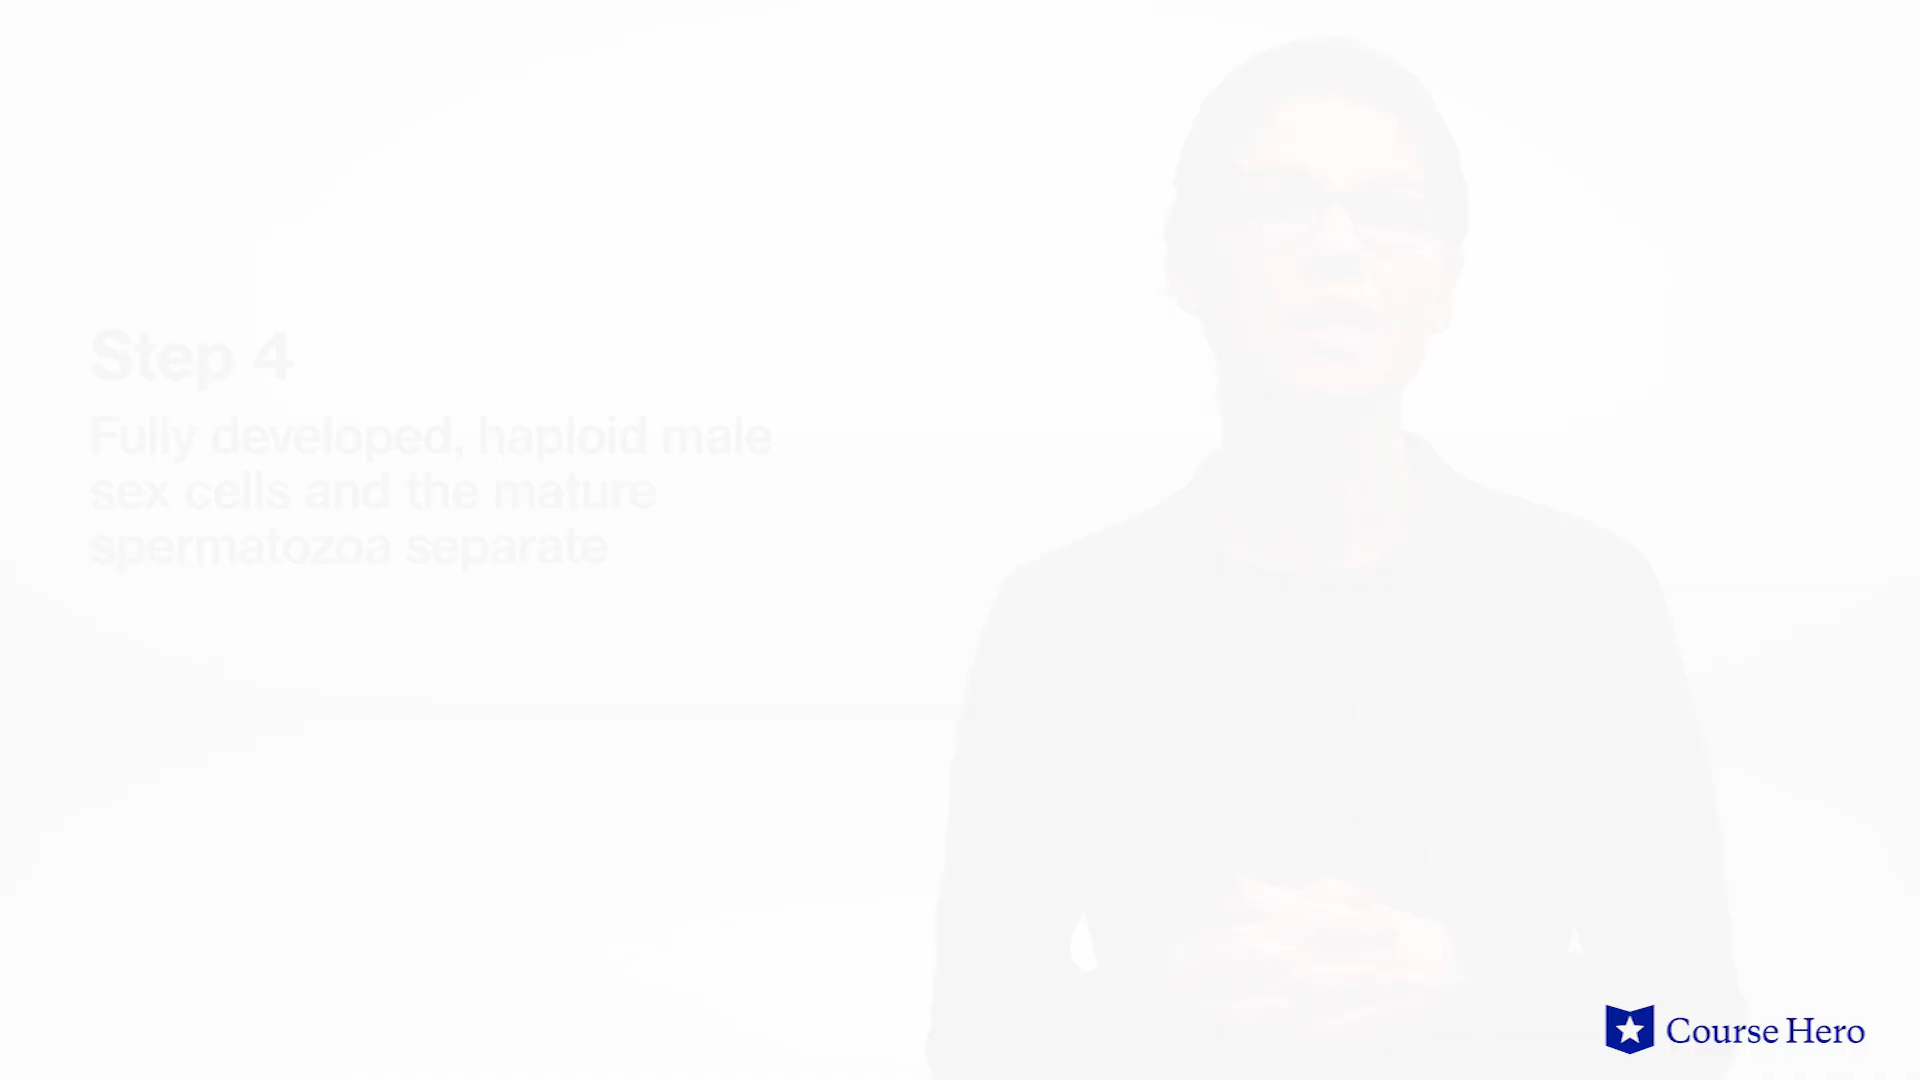 Step 4
Fully developed, haploid male
sex cells and the mature
spermatozoa separate
Course Hero